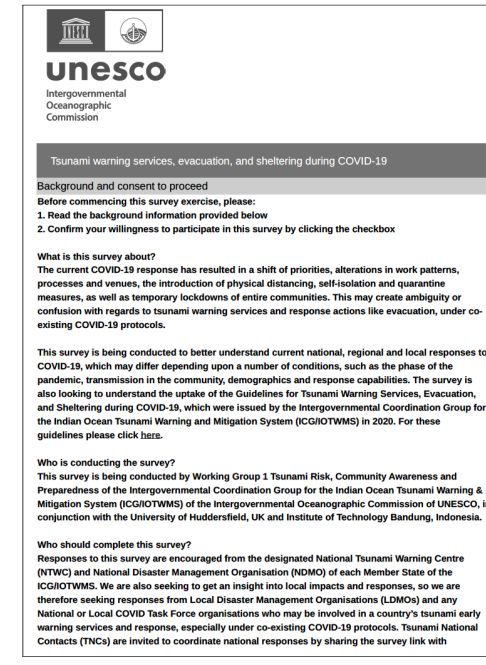 unesco
Intergovernmental
Oceanographic
Commission
Tsunami warning services, evacuation, and sheltering during COVID-19
Background and consent to proceed
Before commencing this survey exercise, please:
1. Read the background information provided below
2. Confirm your willingness to participate in this survey by clicking the checkbox
What is this survey about?
The current COVID-19 response has resulted in a shift of priorities, alterations in work patterns,
processes and venues, the introduction of physical distancing, self-isolation and quarantine
measures, as well as temporary lockdowns of entire communities. This may create ambiguity or
confusion with regards to tsunami warning services and response actions like evacuation, under co-
existing COVID-19 protocols.
This survey is being conducted to better understand current national, regional and local responses to
COVID-19, which may differ depending upon a number of conditions, such as the phase of the
pandemic, transmission in the community, demographics and response capabilities. The survey is
also looking to understand the uptake of the Guidelines for Tsunami Warning Services, Evacuation,
and Sheltering during COVID-19, which were issued by the Intergovernmental Coordination Group for
the Indian Ocean Tsunami Warning and Mitigation System (ICG/IOTWMS) in 2020. For these
guidelines please click here.
Who is conducting the survey?
This survey is being conducted by Working Group 1 Tsunami Risk, Community Awareness and
Preparedness of the Intergovernmental Coordination Group for the Indian Ocean Tsunami Warning &
Mitigation System (ICG/IOTWMS) of the Intergovernmental Oceanographic Commission of UNESCO, i
conjunction with the University of Huddersfield, UK and Institute of Technology Bandung, Indonesia.
Who should complete this survey?
Responses to this survey are encouraged from the designated National Tsunami Warning Centre
(NTWC) and National Disaster Management Organisation (NDMO) of each Member State of the
ICG/IOTWMS. We are also seeking to get an insight into local impacts and responses, so we are
therefore seeking responses from Local Disaster Management Organisations (LDMOs) and any
National or Local COVID Task Force organisations who may be involved in a country's tsunami early
warning services and response, especially under co-existing COVID-19 protocols. Tsunami National
Contacts (TNCs) are invited to coordinate national responses by sharing the survey link with